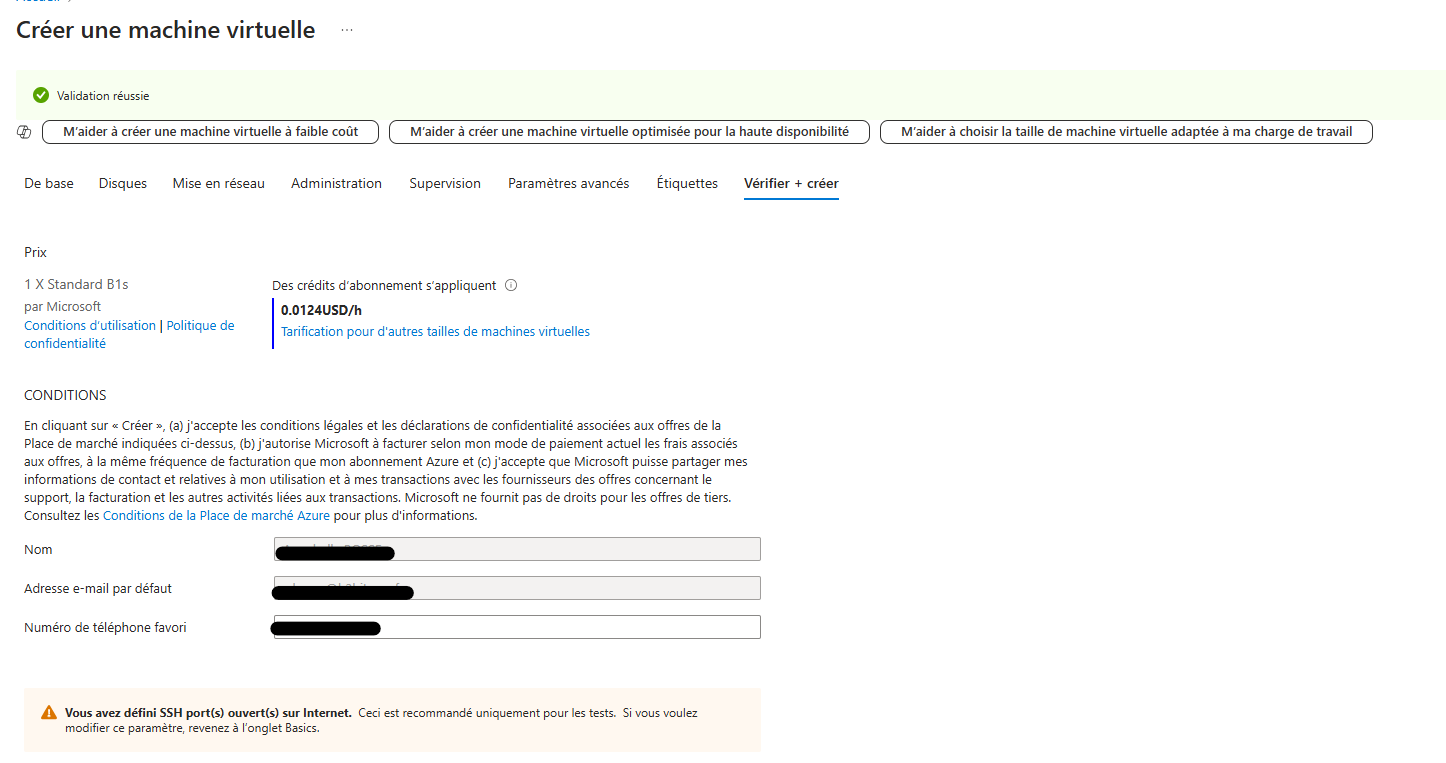 Créer une machine virtuelle ...
Validation réussie
M'aider à créer une machine virtuelle à faible coût M'aider à créer une machine virtuelle optimisée pour la haute disponibilité M'aider à choisir la taille de machine virtuelle adaptée à ma charge de travail
De base Disques Mise en réseau Administration Supervision Paramètres avancés Étiquettes Vérifier + créer
Prix
1 X Standard B1s
par Microsoft
Conditions d'utilisation | Politique de
confidentialité
Des crédits d'abonnement s'appliquent
0.0124USD/h
Tarification pour d'autres tailles de machines virtuelles
CONDITIONS
En cliquant sur « Créer », (a) j'accepte les conditions légales et les déclarations de confidentialité associées aux offres de la
Place de marché indiquées ci-dessus, (b) j'autorise Microsoft à facturer selon mon mode de paiement actuel les frais associés
aux offres, à la même fréquence de facturation que mon abonnement Azure et (c) j'accepte que Microsoft puisse partager mes
informations de contact et relatives à mon utilisation et à mes transactions avec les fournisseurs des offres concernant le
support, la facturation et les autres activités liées aux transactions. Microsoft ne fournit pas de droits pour les offres de tiers.
Consultez les Conditions de la Place de marché Azure pour plus d'informations.
Nom
Adresse e-mail par défaut
Numéro de téléphone favori
Vous avez défini SSH port(s) ouvert(s) sur Internet. Ceci est recommandé uniquement pour les tests. Si vous voulez
modifier ce paramètre, revenez à l'onglet Basics.